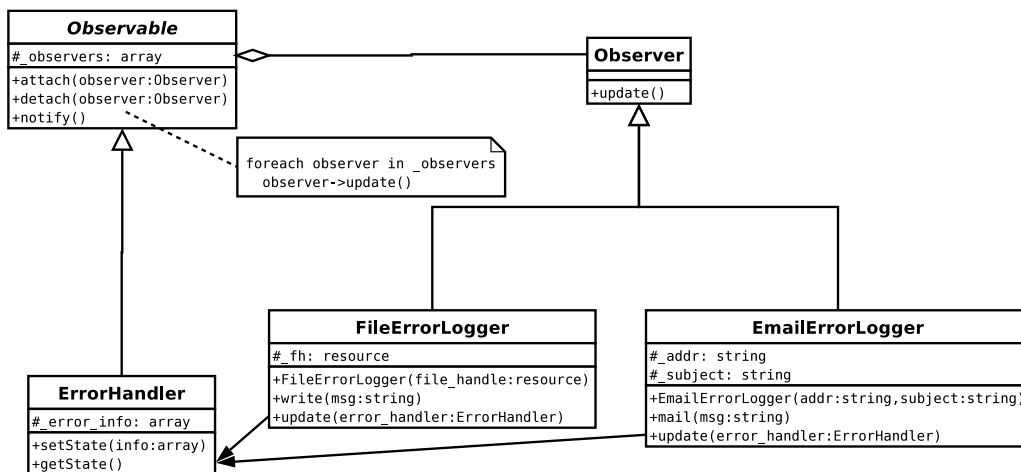 Observable
#_observers: array
+attach(observer:Observer)
+detach(observer:Observer)
+notify()
Observer
+update()
foreach observer in _observers
observer->update()
FileErrorLogger
#_fh: resource
+FileErrorLogger(file_handle:resource)
+write(msg:string)
+update(error_handler:ErrorHandler)
EmailErrorLogger
#_addr: string
#_subject: string
+EmailErrorLogger(addr:string,subject:string)
+mail(msg:string)
+update(error_handler:ErrorHandler)
ErrorHandler
#_error_info: array
+setState(info:array)
+getState()